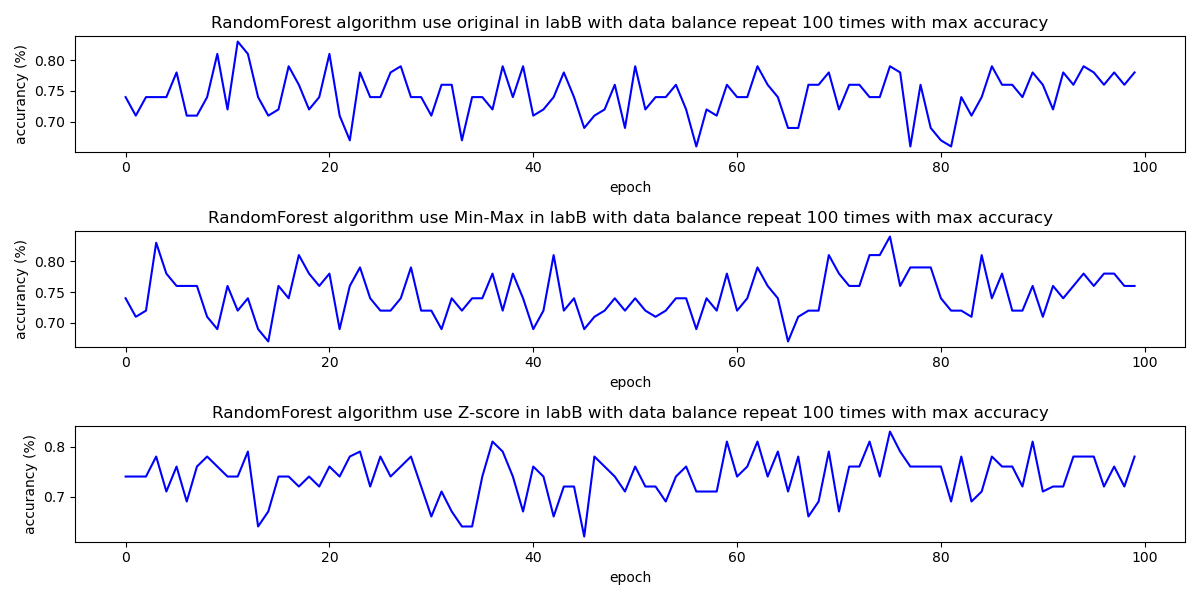 RandomForest algorithm use original in labB with data balance repeat 100 times with max accuracy
accurancy (%)
0.80
0.75
0.70
0 20 40 60 80 100
epoch
RandomForest algorithm use Min-Max in labB with data balance repeat 100 times with max accuracy
accurancy (%)
0.80
0.75
0.70
0 20 40 60 80 100
epoch
RandomForest algorithm use Z-score in labB with data balance repeat 100 times with max accuracy
accurancy (%)
0.8
0.7
0 20 40 60 80 100
epoch